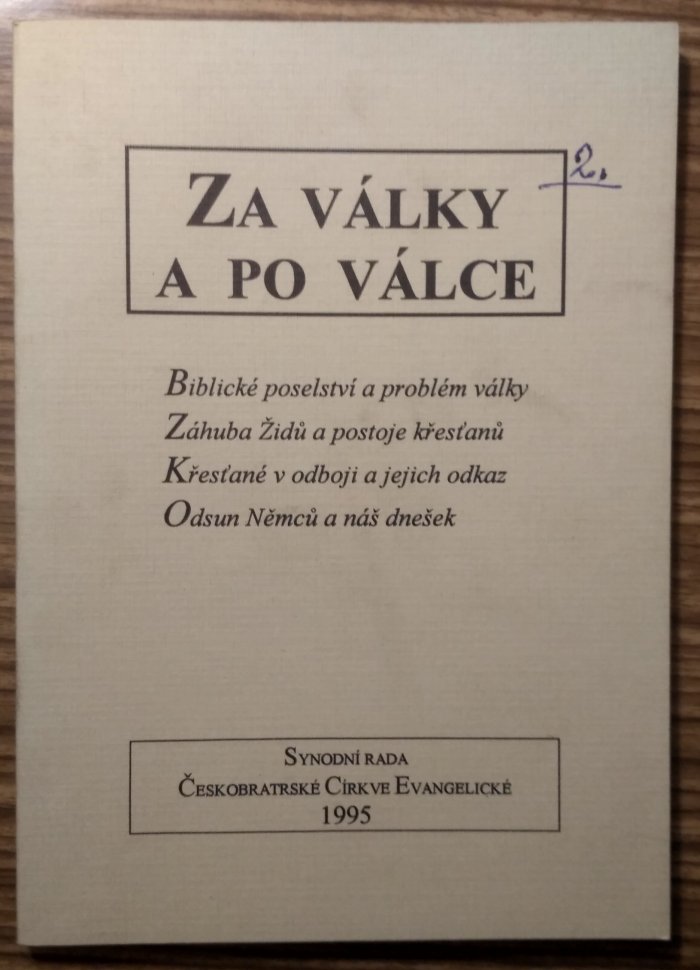 2.
ZA VÁLKY
A PO VÁLCE
Biblické poselství a problém války
Záhuba Židů a postoje křesťanů
Křesťané v odboji a jejich odkaz
Odsun Němců a náš dnešek
SYNODNÍ RADA
ČESKOBRATRSKÉ CÍRKVE EVANGELICKÉ
1995